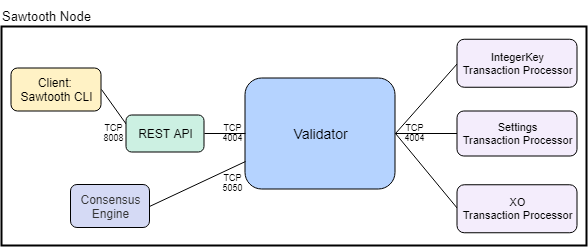 Sawtooth Node
Client:
Sawtooth CLI
TCP
8008
REST API
TCP
4004
Validator
TCP
5050
Consensus
Engine
TCP
4004
IntegerKey
Transaction Processor
Settings
Transaction Processor
XO
Transaction Processor